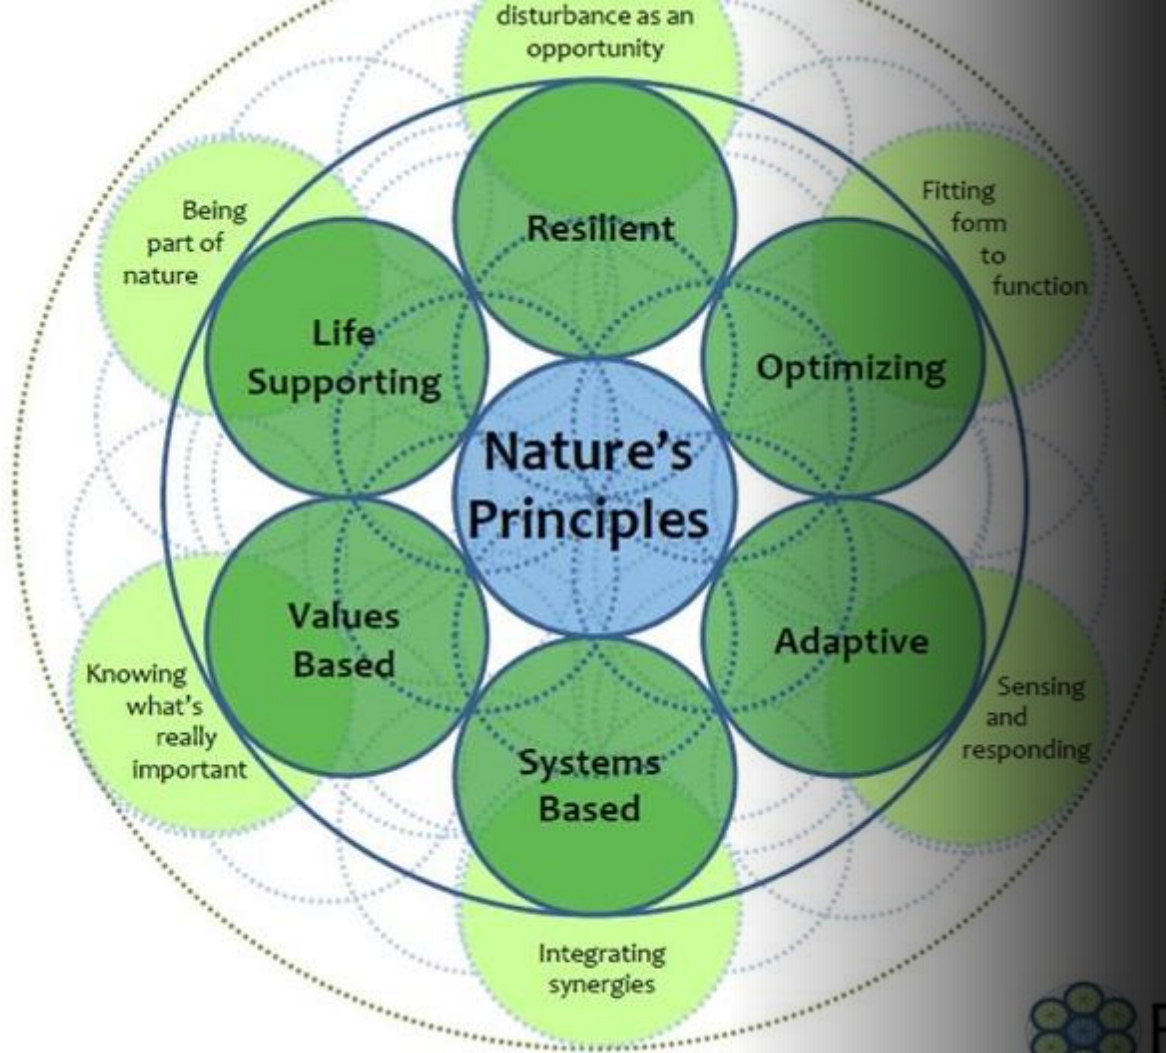 disturbance as an
opportunity
Being
part of
nature
Fitting
form
to
function
Resilient
Life
Supporting
Optimizing
Nature’s
Principles
Values
Based
Adaptive
Knowing
what’s
really
important
Sensing
and
responding
Systems
Based
Integrating
synergies